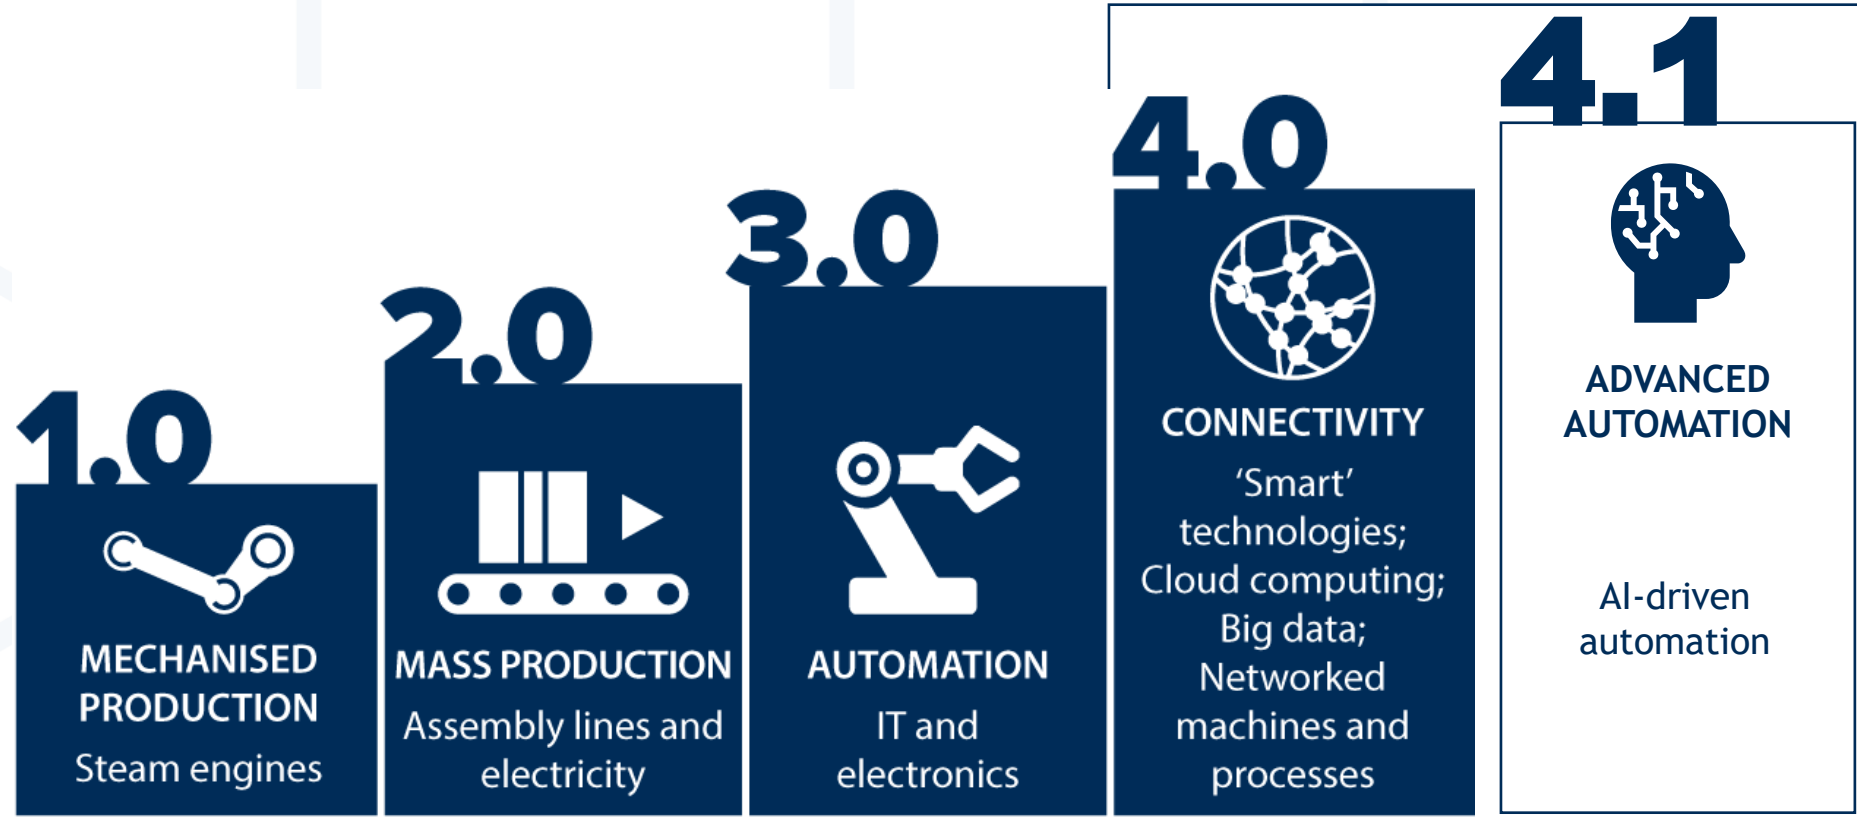 1.0
MECHANISED
PRODUCTION
Steam engines
2.0
MASS PRODUCTION
Assembly lines and
electricity
3.0
AUTOMATION
IT and
electronics
4.0
CONNECTIVITY
‘Smart’
technologies;
Cloud computing;
Big data;
Networked
machines and
processes
4.1
ADVANCED
AUTOMATION
AI-driven
automation